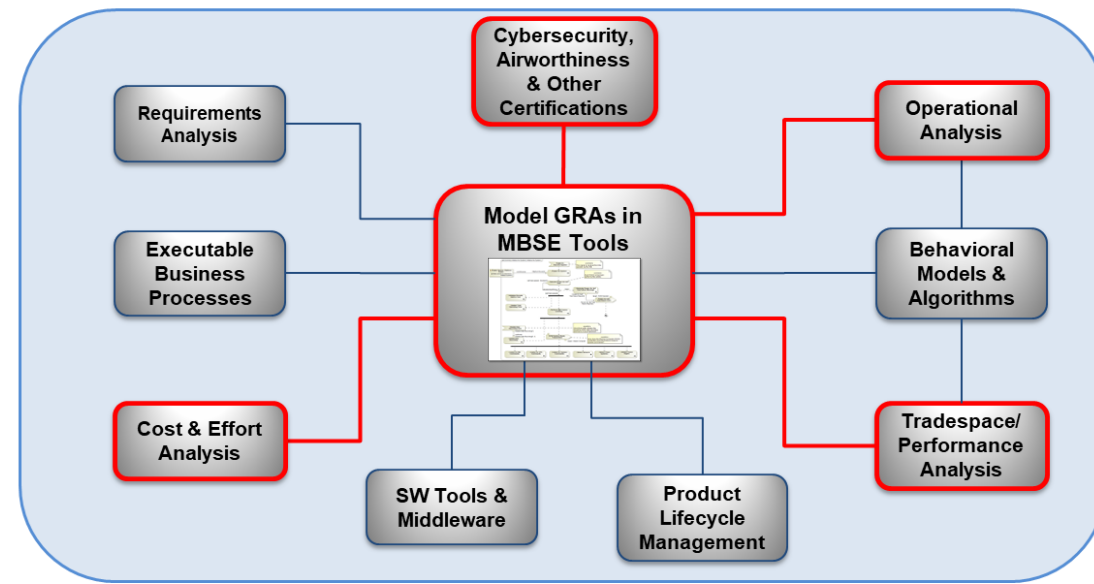 Cybersecurity,
Airworthiness
& Other
Certifications
Requirements
Analysis
Operational
Analysis
Model GRAs in
MBSE Tools
Executable
Business
Processes
Behavioral
Models &
Algorithms
Cost & Effort
Analysis
Tradespace/
Performance
Analysis
SW Tools &
Middleware
Product
Lifecycle
Management